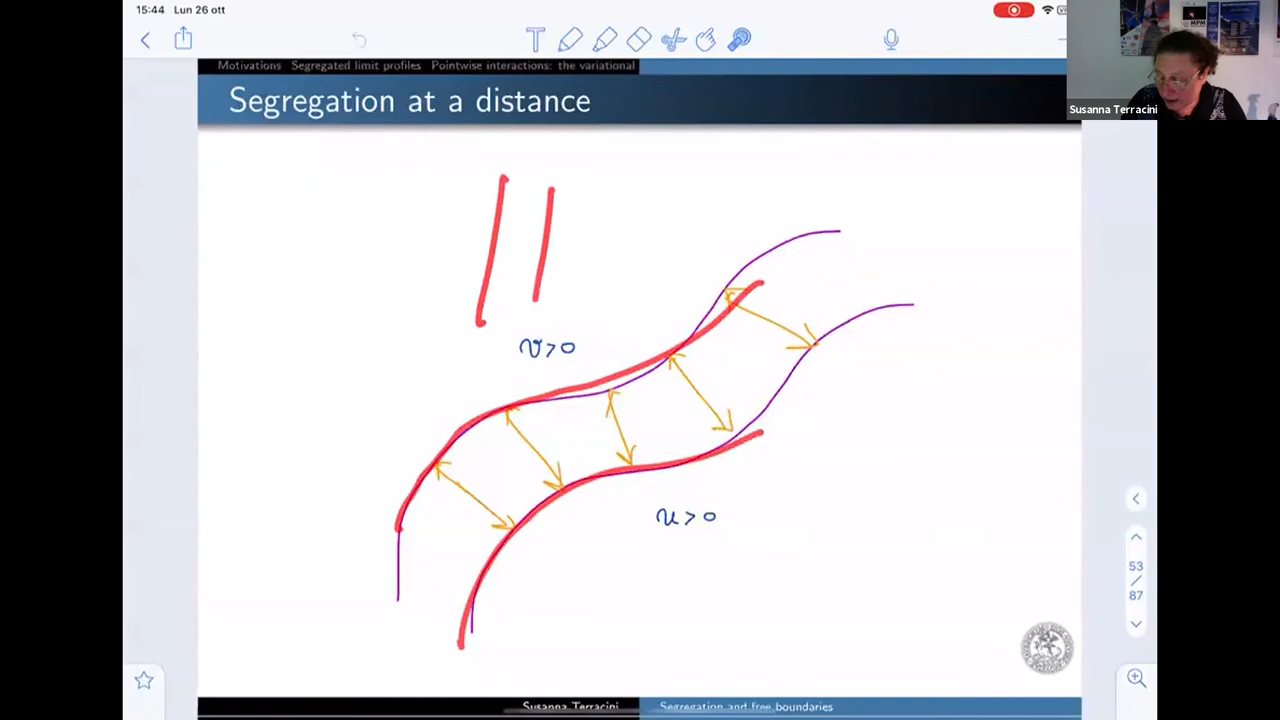 15:44 Lun 26 ott
Motivations Segregated limit profiles Pointwise interactions: the variational
MPM
Segregation at a distance
Susanna Terracini
v>0
u>0
53
/
87
Susanna Terracini Segregation and free boundaries